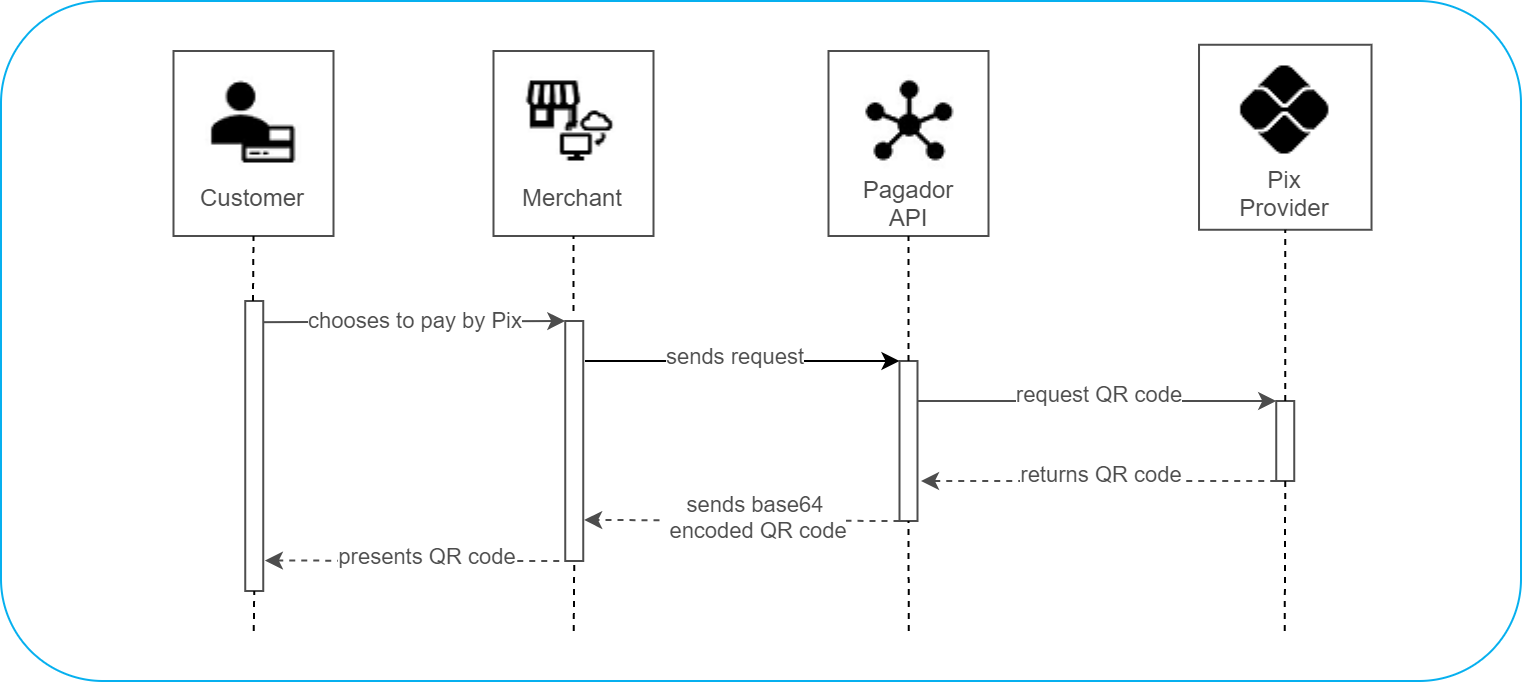 Customer
Merchant
Pagador
API
Pix
Provider
chooses to pay by Pix
sends request
request QR code
returns QR code
sends base64
encoded QR code
presents QR code